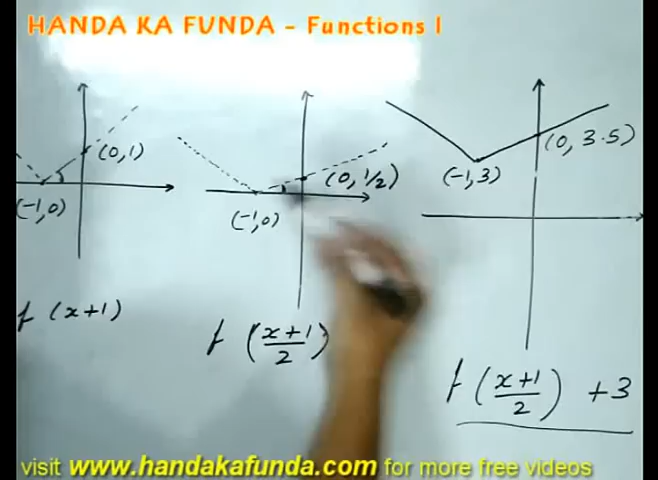 HANDA KA FUNDA - Functions I
(0,1)
(-1,0)
f (x+1)
(0,1/2)
(-1,0)
f ((x+1)/2)
(0, 3.5)
(-1,3)
f ((x+1)/2) +3
visit www.handakafunda.com for more free videos